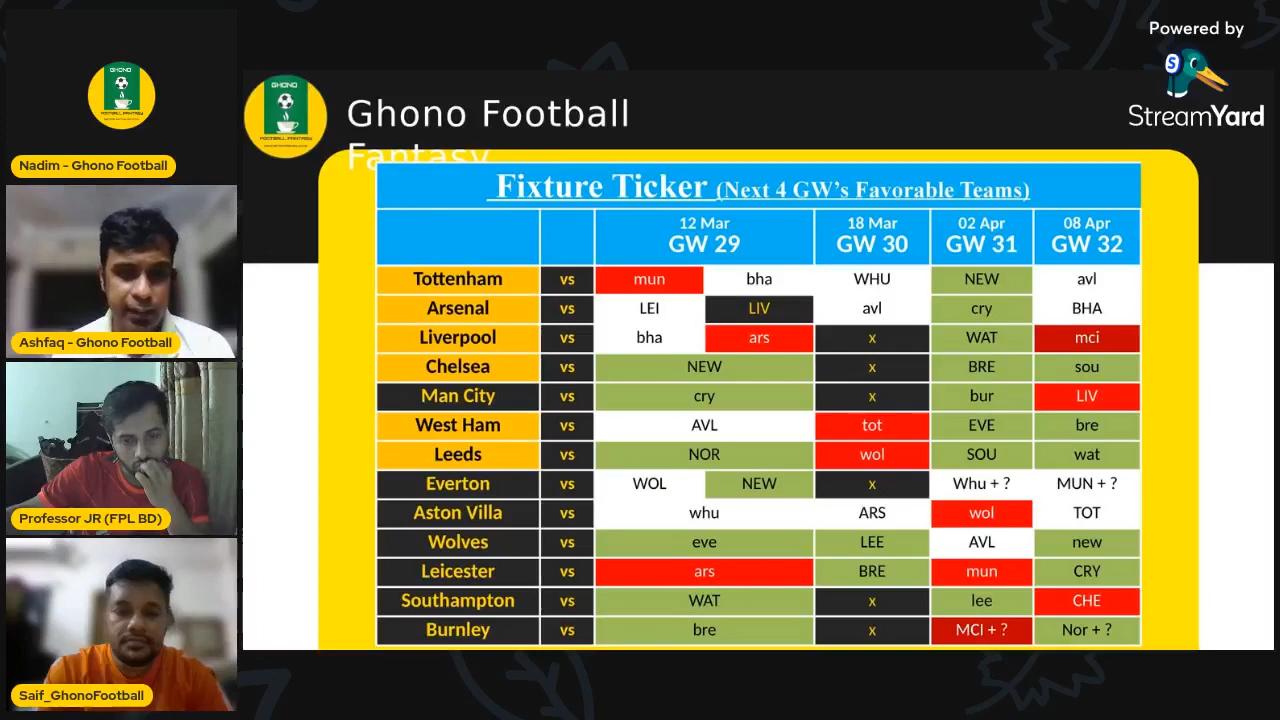 Powered by
StreamYard
GHONO
Nadim - Ghono Football
Ashfaq - Ghono Football
Professor JR (FPL BD)
Saif_GhonoFootball
GHONO
Ghono Football
Fantasy
Fixture Ticker (Next 4 GW's Favorable Teams)
12 Mar 18 Mar 02 Apr 08 Apr
GW 29 GW 30 GW 31 GW 32
Tottenham vs mun bha WHU NEW avl
Arsenal vs LEI LIV avl cry BHA
Liverpool vs bha ars x WAT mci
Chelsea vs NEW x BRE sou
Man City vs cry x bur LIV
West Ham vs AVL tot EVE bre
Leeds vs NOR wol SOU wat
Everton vs WOL NEW x Whu + ? MUN + ?
Aston Villa vs whu ARS wol TOT
Wolves vs eve LEE AVL new
Leicester vs ars BRE mun CRY
Southampton vs WAT x lee CHE
Burnley vs bre x MCI + ? Nor + ?